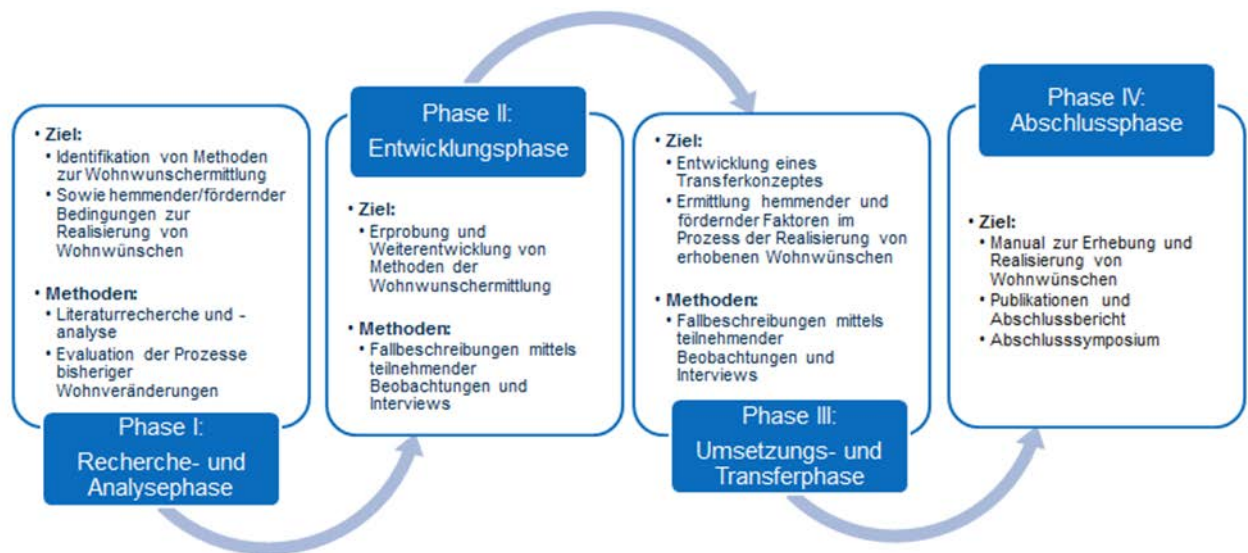 • Ziel:
• Identifikation von Methoden
zur Wohnwunschermittlung
• Sowie hemmender/fördernder
Bedingungen zur
Realisierung von
Wohnwünschen
• Methoden:
• Literaturrecherche und -
analyse
• Evaluation der Prozesse
bisheriger
Wohnveränderungen
Phase I:
Recherche- und
Analysephase
Phase II:
Entwicklungsphase
• Ziel:
• Erprobung und
Weiterentwicklung von
Methoden der
Wohnwunschermittlung
• Methoden:
• Fallbeschreibungen mittels
teilnehmender
Beobachtungen und
Interviews
• Ziel:
• Entwicklung eines
Transferkonzeptes
• Ermittlung hemmender und
fördernder Faktoren im
Prozess der Realisierung von
erhobenen Wohnwünschen
• Methoden:
• Fallbeschreibungen mittels
teilnehmender
Beobachtungen und
Interviews
Phase III:
Umsetzungs- und
Transferphase
Phase IV:
Abschlussphase
• Ziel:
• Manual zur Erhebung und
Realisierung von
Wohnwünschen
• Publikationen und
Abschlussbericht
• Abschlusssymposium